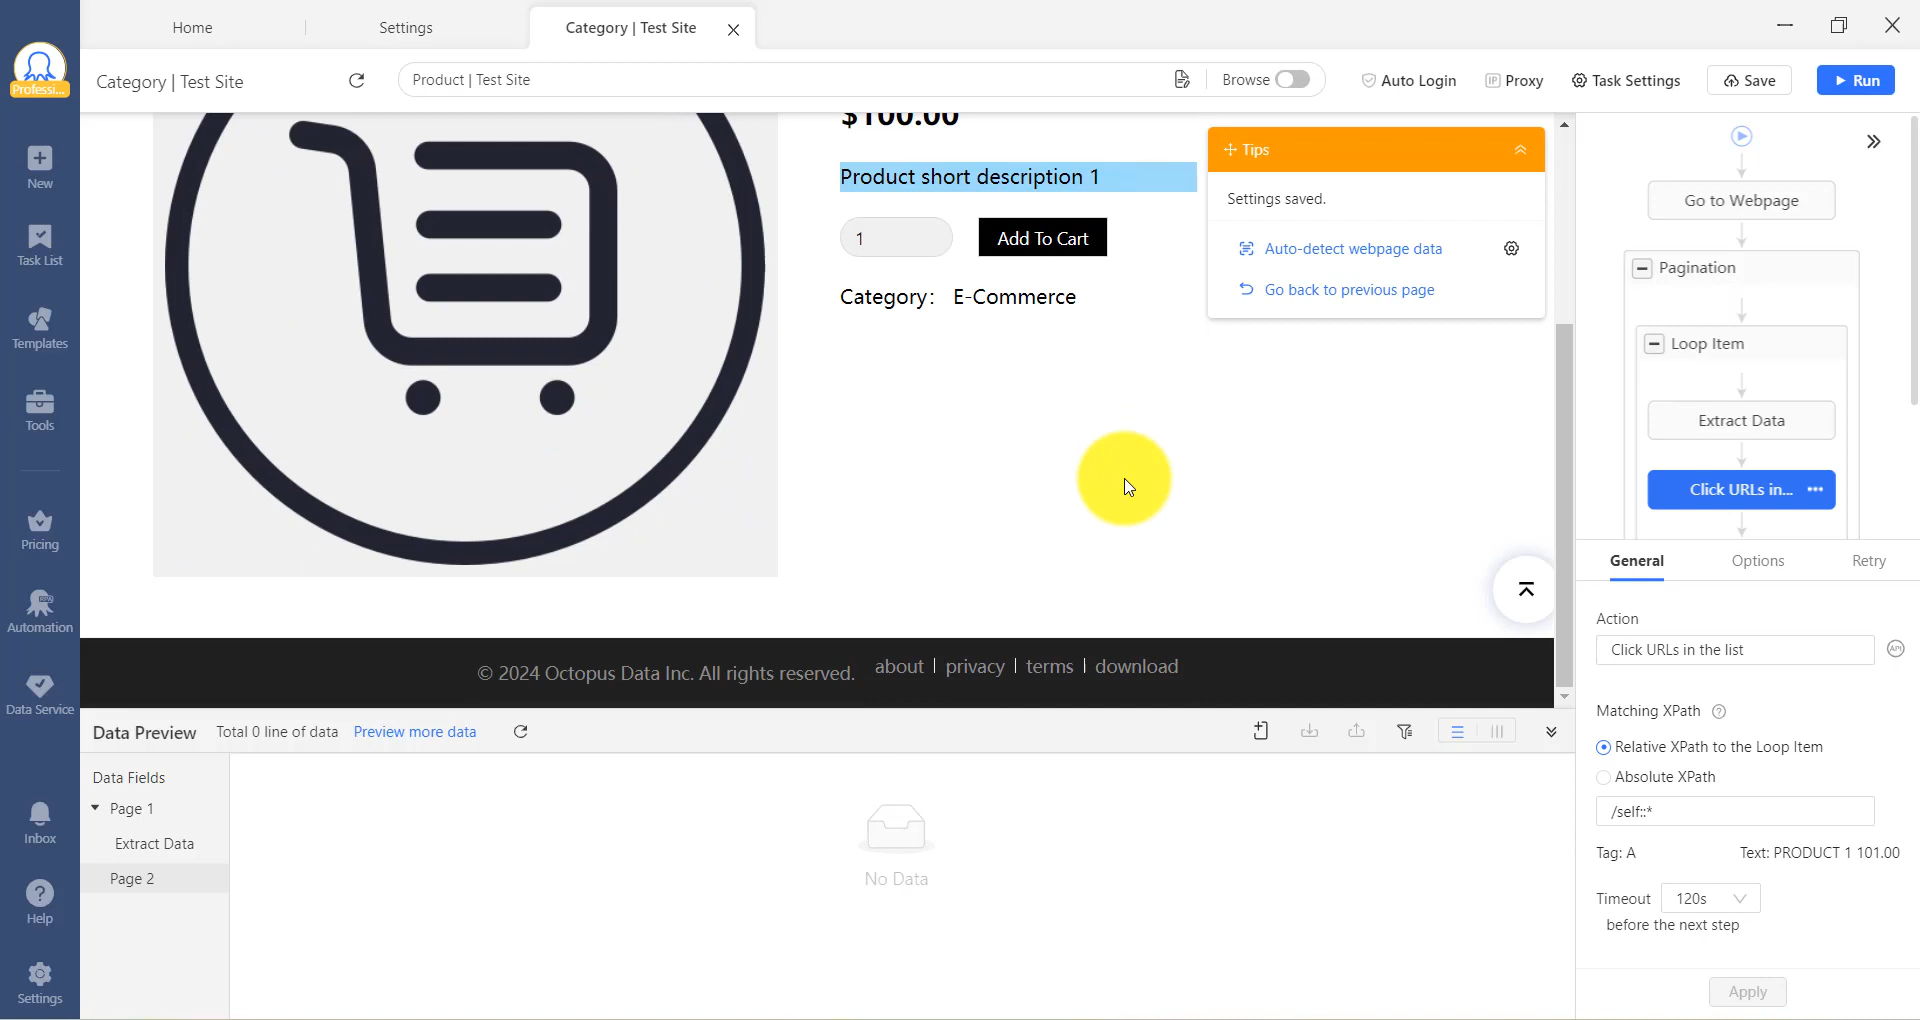 Home
Settings
Category | Test Site
Professi...
Category | Test Site
Product | Test Site
Browse
Auto Login
IP Proxy
Task Settings
Save
Run
New
Task List
Templates
Tools
Pricing
Automation
Data Service
Inbox
Help
Settings
$100.00
Product short description 1
1
Add To Cart
Category: E-Commerce
Tips
Settings saved.
Auto-detect webpage data
Go back to previous page
© 2024 Octopus Data Inc. All rights reserved. about | privacy | terms | download
Data Preview
Total 0 line of data
Preview more data
Data Fields
Page 1
Extract Data
Page 2
No Data
Go to Webpage
Pagination
Loop Item
Extract Data
Click URLs in...
General
Options
Retry
Action
Click URLs in the list
Matching XPath
Relative XPath to the Loop Item
Absolute XPath
/self::*
Tag: A
Text: PRODUCT 1 101.00
Timeout
120s
before the next step
Apply